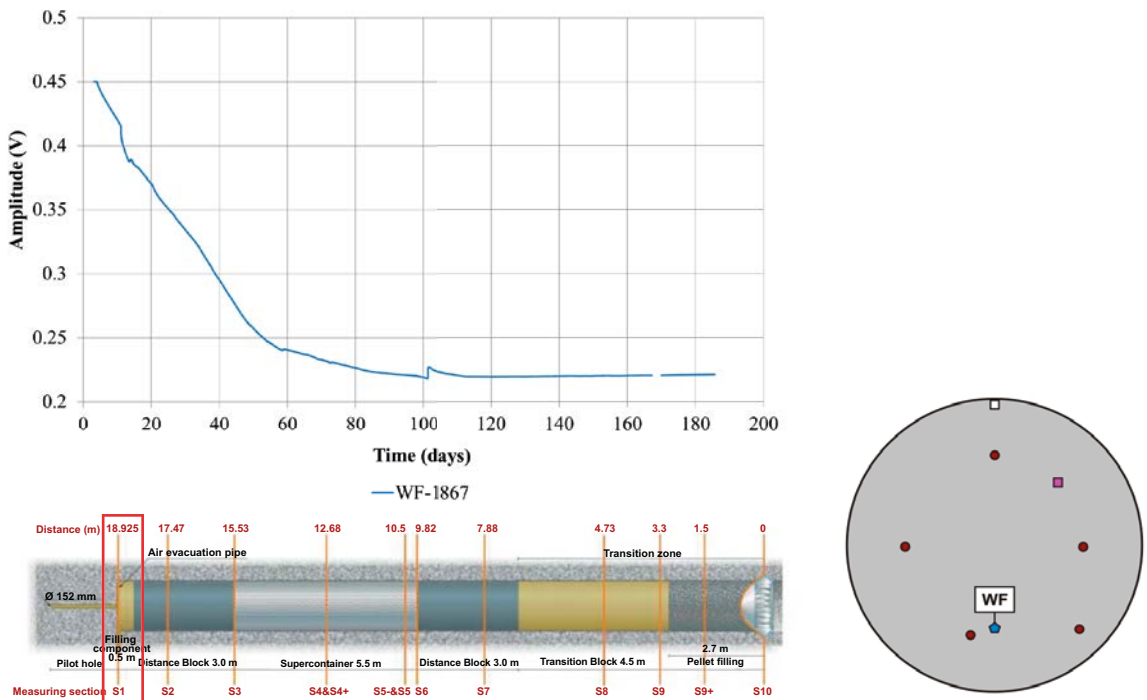 0.5
0.45
0.4
0.35
0.3
0.25
0.2
Amplitude (V)
0 20 40 60 80 100 120 140 160 180 200
Time (days)
WF-1867
Distance (m) 18.925 17.47 15.53 12.68 10.5 9.82 7.88 4.73 3.3 1.5 0
Air evacuation pipe Transition zone
Ø 152 mm
Filling
component
0.5 m 2.7 m
Pilot hole Distance Block 3.0 m Supercontainer 5.5 m Distance Block 3.0 m Transition Block 4.5 m Pellet filling
Measuring section S1 S2 S3 S4&S4+ S5-&S5 S6 S7 S8 S9 S9+ S10
WF